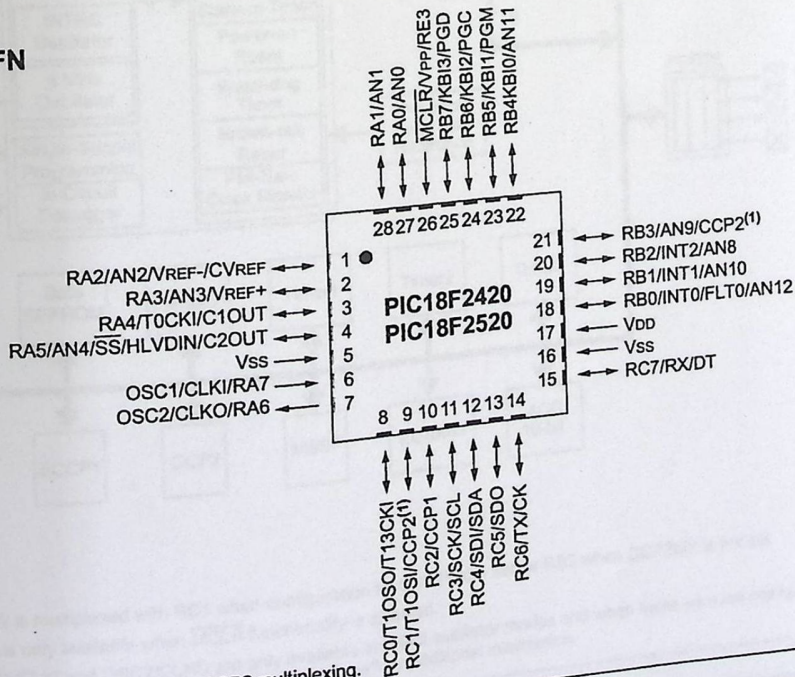 FN
RA1/AN1
RA0/AN0
MCLR/VPP/RE3
RB7/KBI3/PGD
RB6/KBI2/PGC
RB5/KBI1/PGM
RB4KBI0/AN11
28 27 26 25 24 23 22
RA2/AN2/VREF-/CVREF
RA3/AN3/VREF+
RA4/T0CKI/C1OUT
RA5/AN4/SS/HLVDIN/C2OUT
VSS
OSC1/CLKI/RA7
OSC2/CLKO/RA6
1
2
3
4
5
6
7
PIC18F2420
PIC18F2520
21
20
19
18
17
16
15
RB3/AN9/CCP2(1)
RB2/INT2/AN8
RB1/INT1/AN10
RB0/INT0/FLT0/AN12
VDD
VSS
RC7/RX/DT
8 9 10 11 12 13 14
RC0/T1OSO/T13CKI
RC1/T1OSI/CCP2(1)
RC2/CCP1
RC3/SCK/SCL
RC4/SDI/SDA
RC5/SDO
RC6/TX/CK
multiplexing.